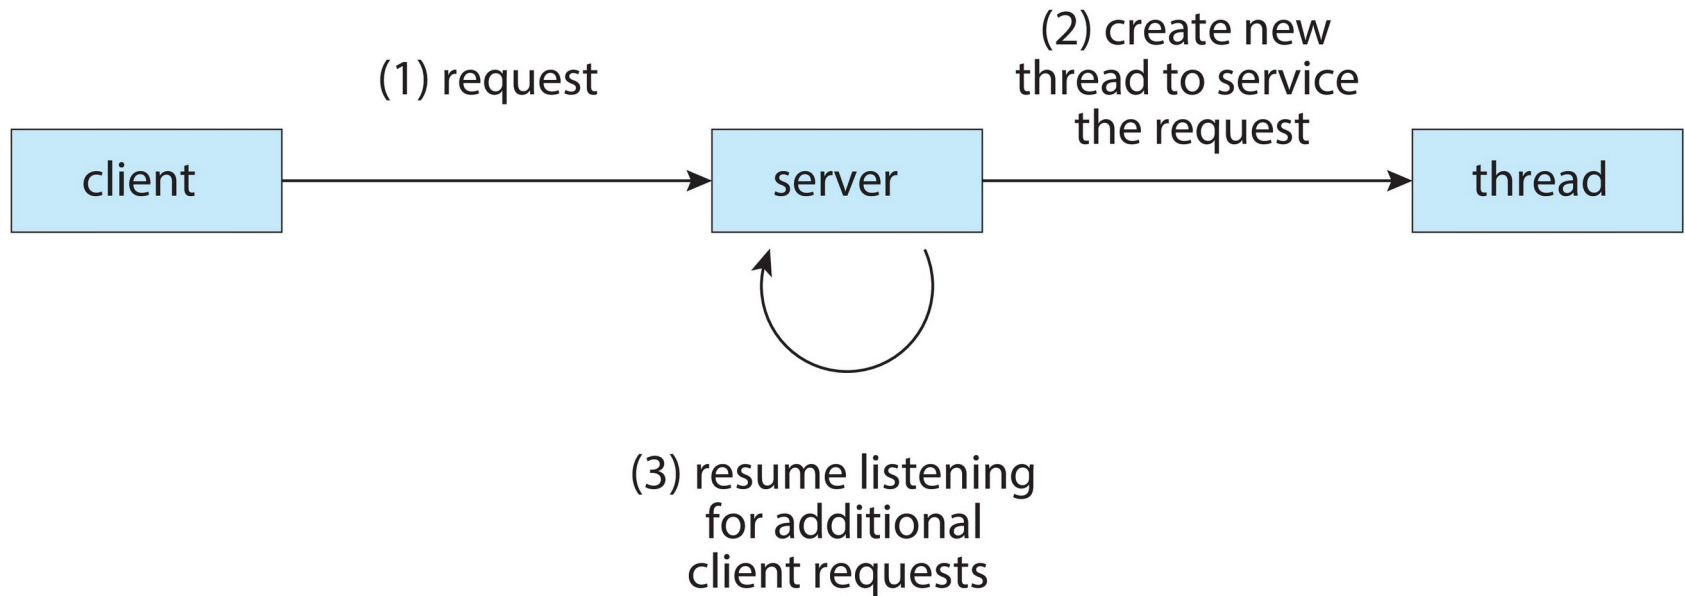 (1) request
(2) create new
thread to service
the request
client
server
thread
(3) resume listening
for additional
client requests